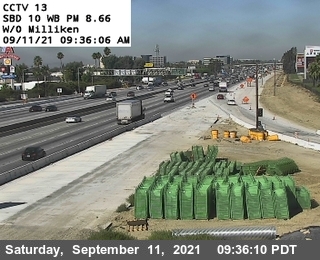 CCTV 13
SBD 10 WB PM 8.66
W/O Milliken
09/11/21 09:36:06 AM
Saturday, September 11, 2021 09:36:10 PDT